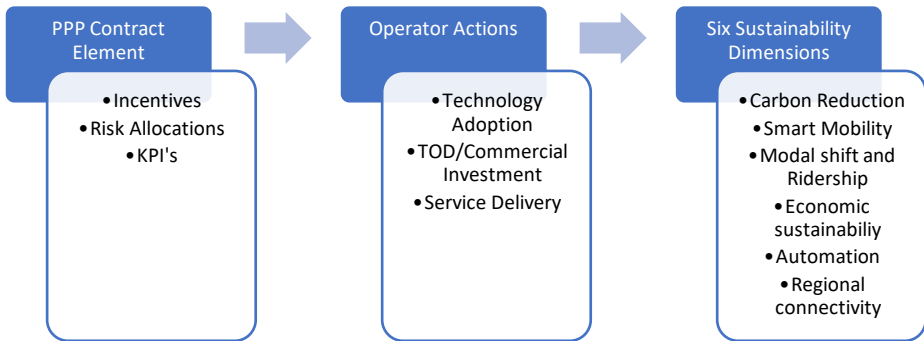 PPP Contract
Element
•Incentives
•Risk Allocations
•KPI's
Operator Actions
•Technology
Adoption
•TOD/Commercial
Investment
•Service Delivery
Six Sustainability
Dimensions
•Carbon Reduction
•Smart Mobility
•Modal shift and
Ridership
•Economic
sustainabiliy
•Automation
•Regional
connectivity